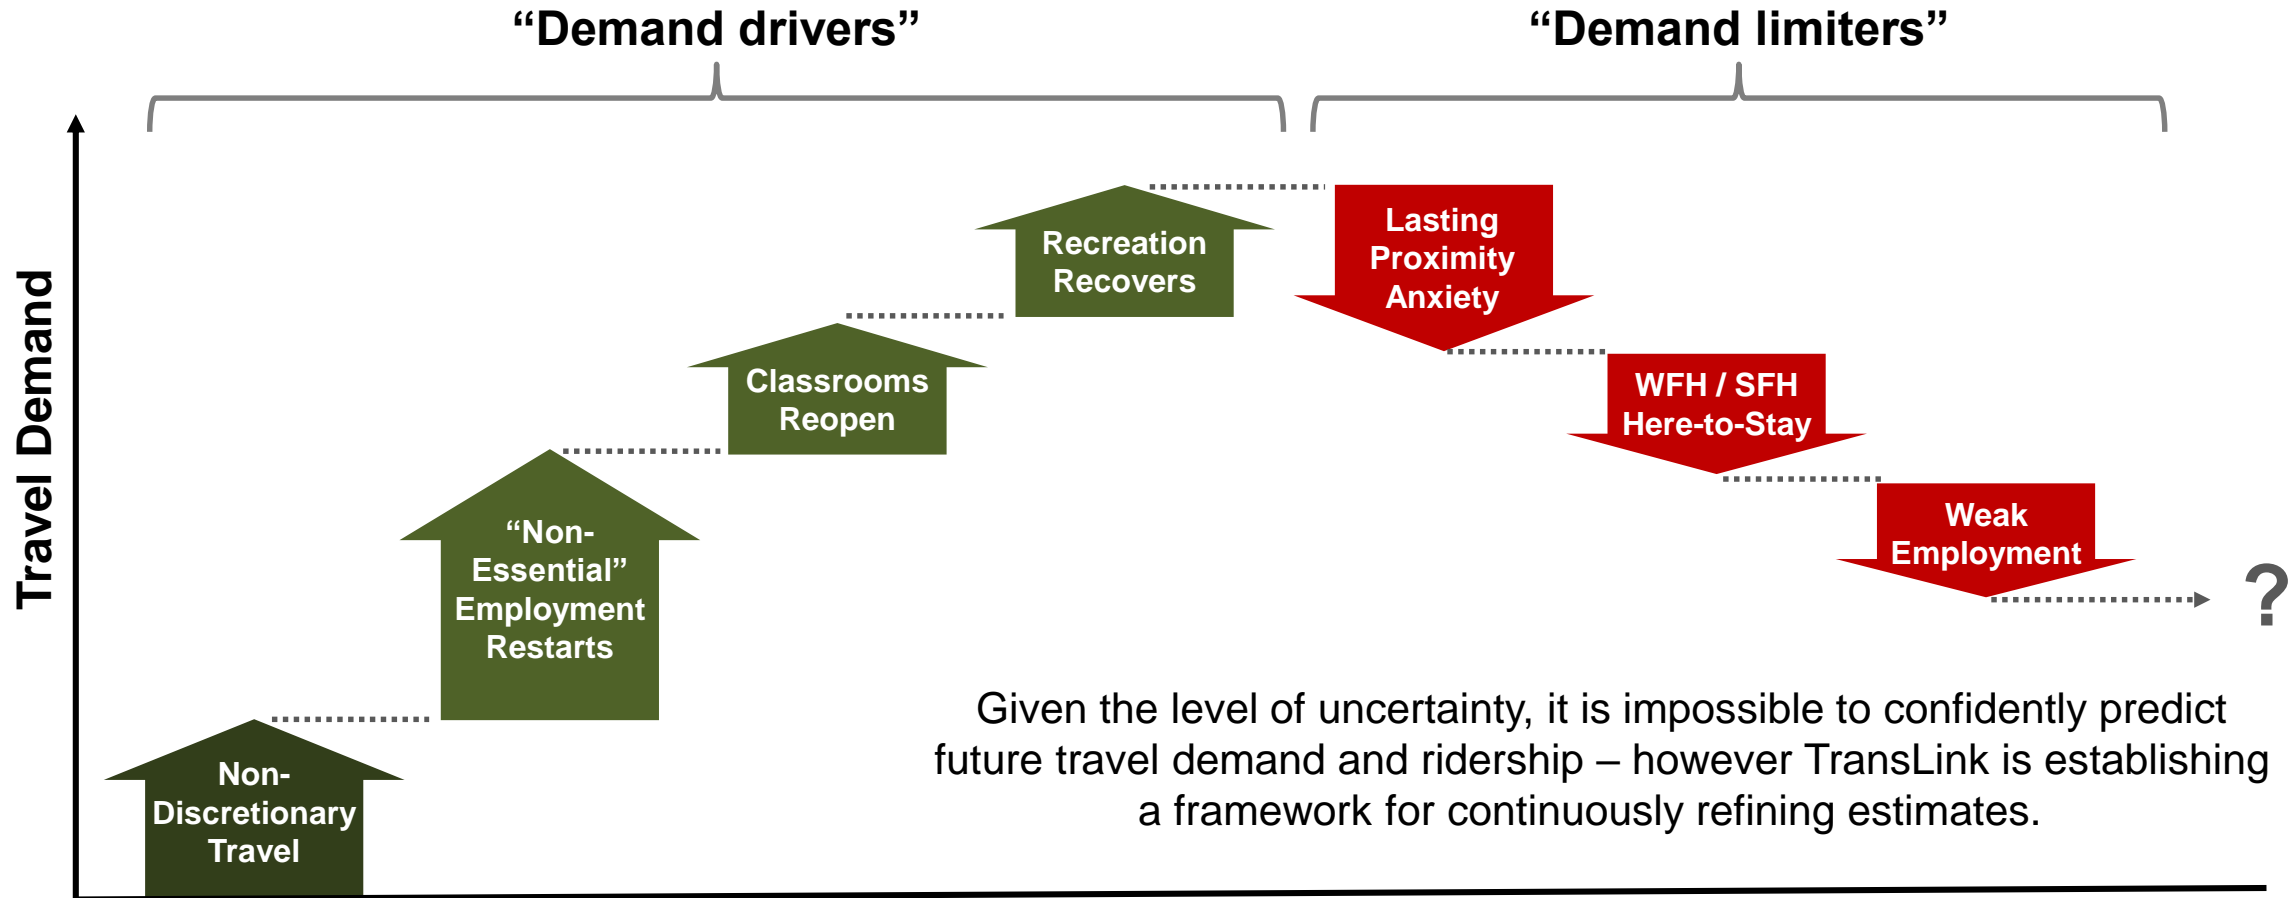 “Demand drivers”
“Demand limiters”
Travel Demand
Non-
Discretionary
Travel
“Non-
Essential”
Employment
Restarts
Classrooms
Reopen
Recreation
Recovers
Lasting
Proximity
Anxiety
WFH / SFH
Here-to-Stay
Weak
Employment
?
Given the level of uncertainty, it is impossible to confidently predict
future travel demand and ridership – however TransLink is establishing
a framework for continuously refining estimates.